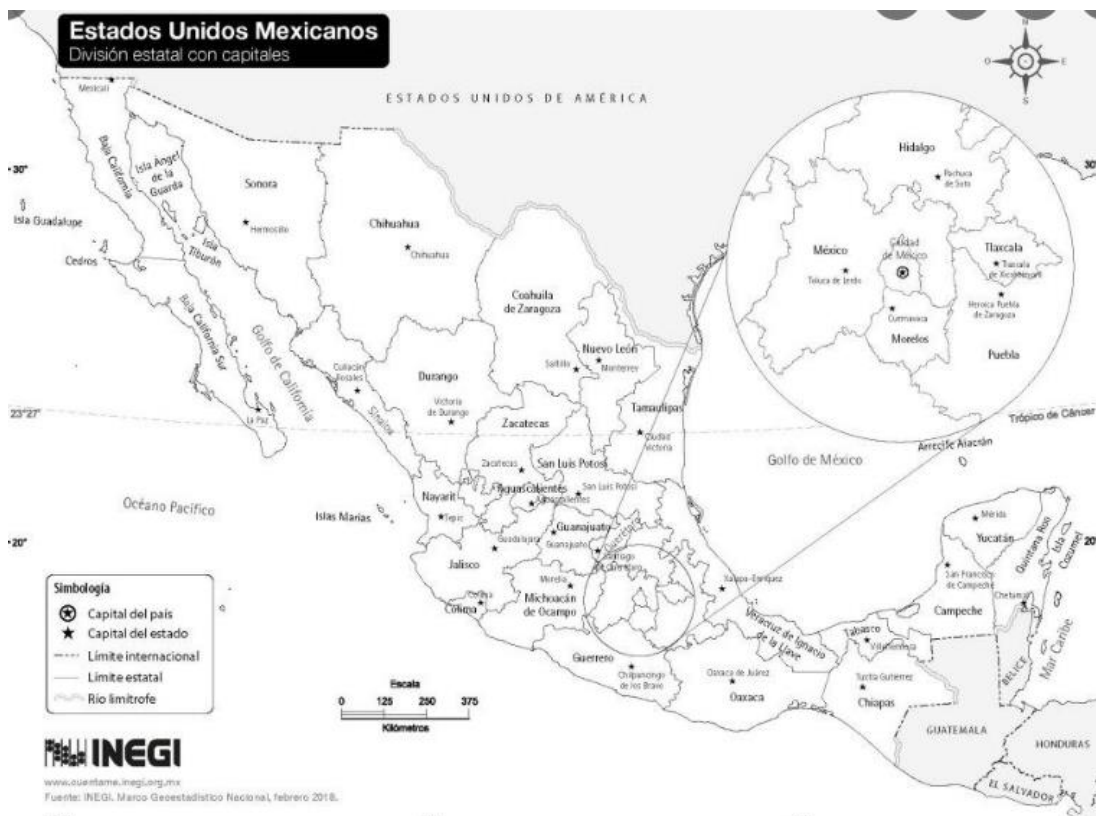 Estados Unidos Mexicanos
División estatal con capitales
N
O
E
S
ESTADOS UNIDOS DE AMÉRICA
Mexicali
Baja California
Isla Ángel
de la
Guarda
Sonora
Hermosillo
Isla
Tiburón
30°
30°
Isla Guadalupe
Cedros
Chihuahua
Chihuahua
Coahuila
de Zaragoza
Saltillo
Nuevo León
Monterrey
Baja California Sur
La Paz
Golfo de California
Culiacán
Rosales
Sinaloa
Durango
Victoria
de Durango
Zacatecas
Zacatecas
Tamaulipas
Ciudad
Victoria
San Luis Potosí
San Luis Potosí
23°27'
Trópico de Cáncer
Arrecife Alacrán
Golfo de México
Hidalgo
Pachuca
de Soto
México
Toluca de Lerdo
Ciudad
de México
Tlaxcala
Tlaxcala
de Xicohténcatl
Heroica Puebla
de Zaragoza
Cuernavaca
Morelos
Puebla
Océano Pacífico
Islas Marías
Nayarit
Tepic
Aguascalientes
Aguascalientes
Guanajuato
Guanajuato
Querétaro
Santiago
de Querétaro
Jalisco
Guadalajara
Colima
Colima
Morelia
Michoacán
de Ocampo
Xalapa-Enríquez
Veracruz de Ignacio
de la Llave
Guerrero
Chilpancingo
de los Bravo
Oaxaca de Juárez
Oaxaca
Tabasco
Villahermosa
Tuxtla Gutiérrez
Chiapas
Mérida
Yucatán
San Francisco
de Campeche
Campeche
Quintana Roo
Chetumal
Isla
Cozumel
20°
20°
Mar Caribe
BELICE
GUATEMALA
HONDURAS
EL SALVADOR
Simbología
Capital del país
Capital del estado
Límite internacional
Límite estatal
Río limítrofe
Escala
0 125 250 375
Kilómetros
INEGI
www.cuentame.inegi.org.mx
Fuente: INEGI. Marco Geoestadístico Nacional, febrero 2018.